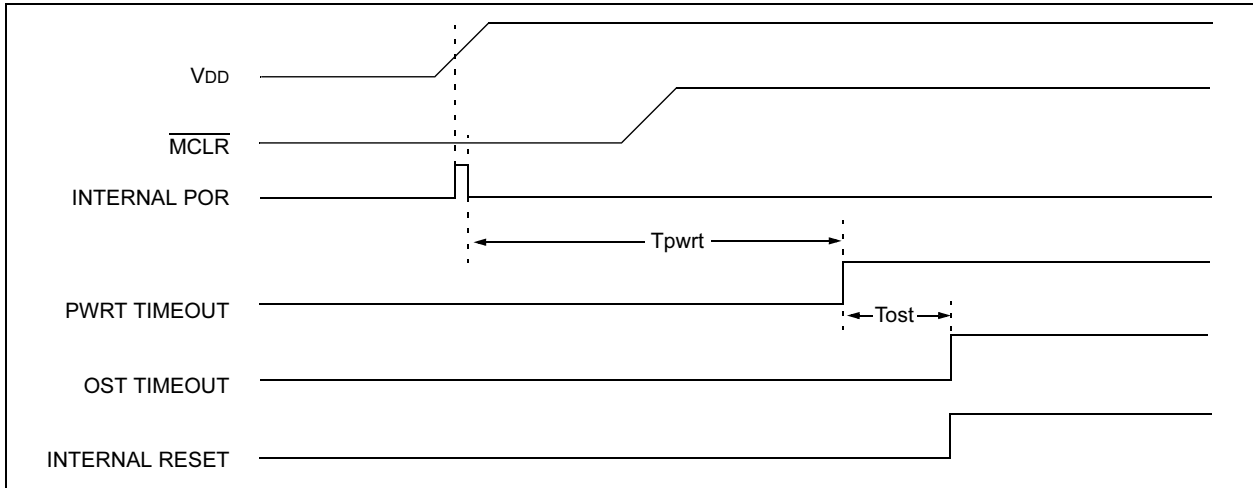 VDD
MCLR
INTERNAL POR
Tpwrt
PWRT TIMEOUT
Tost
OST TIMEOUT
INTERNAL RESET